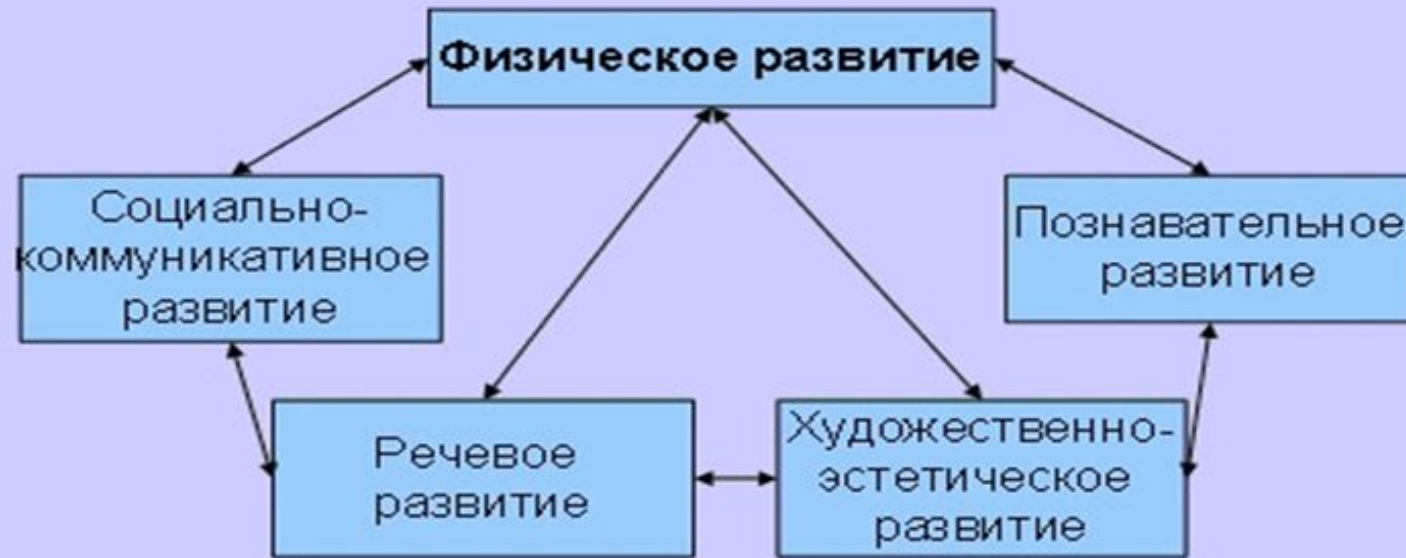 Физическое развитие
Социально-
коммуникативное
развитие
Познавательное
развитие
Речевое
развитие
Художественно-
эстетическое
развитие